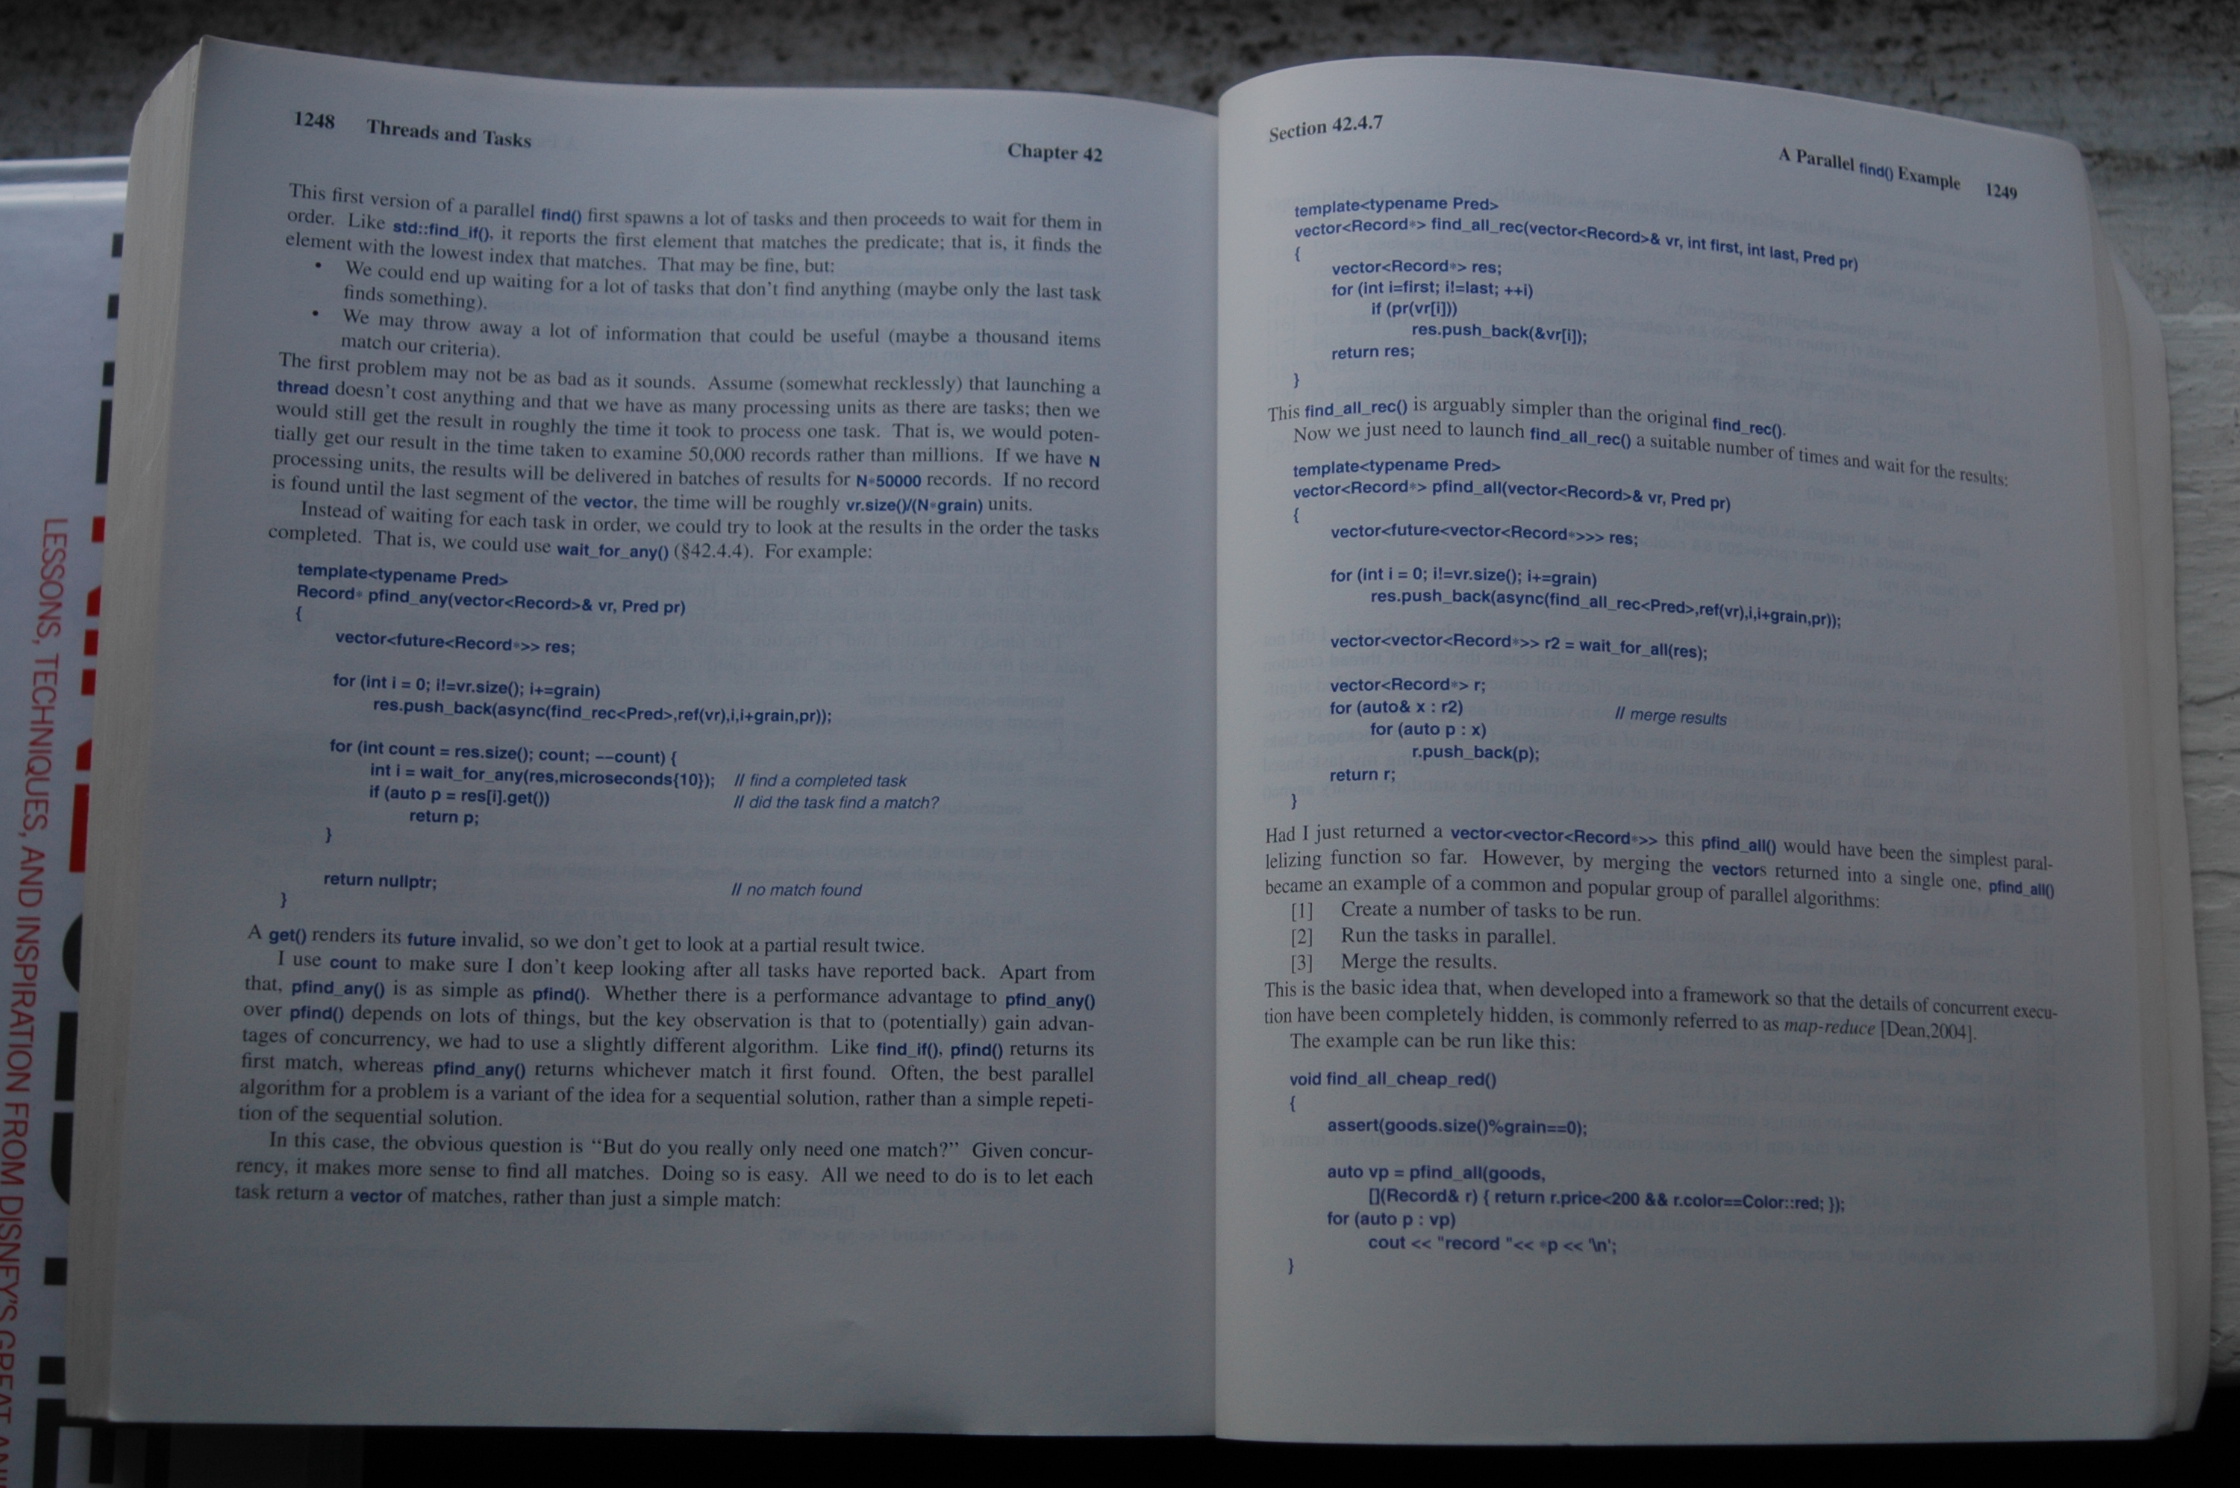 LESSONS, TECHNIQUES, AND INSPIRATION FROM DISNEY'S GREAT
1248 Threads and Tasks Chapter 42
This first version of a parallel find() first spawns a lot of tasks and then proceeds to wait for them in
order. Like std::find_if(), it reports the first element that matches the predicate; that is, it finds the
element with the lowest index that matches. That may be fine, but:
• We could end up waiting for a lot of tasks that don't find anything (maybe only the last task
finds something).
• We may throw away a lot of information that could be useful (maybe a thousand items
match our criteria).
The first problem may not be as bad as it sounds. Assume (somewhat recklessly) that launching a
thread doesn't cost anything and that we have as many processing units as there are tasks; then we
would still get the result in roughly the time it took to process one task. That is, we would poten-
tially get our result in the time taken to examine 50,000 records rather than millions. If we have N
processing units, the results will be delivered in batches of results for N*50000 records. If no record
is found until the last segment of the vector, the time will be roughly vr.size()/(N*grain) units.
Instead of waiting for each task in order, we could try to look at the results in the order the tasks
completed. That is, we could use wait_for_any() (§42.4.4). For example:
template<typename Pred>
Record* pfind_any(vector<Record>& vr, Pred pr)
{
vector<future<Record*>> res;
for (int i = 0; i!=vr.size(); i+=grain)
res.push_back(async(find_rec<Pred>,ref(vr),i,i+grain,pr));
for (int count = res.size(); count; --count) {
int i = wait_for_any(res,microseconds{10}); // find a completed task
if (auto p = res[i].get()) // did the task find a match?
return p;
}
return nullptr; // no match found
}
A get() renders its future invalid, so we don't get to look at a partial result twice.
I use count to make sure I don't keep looking after all tasks have reported back. Apart from
that, pfind_any() is as simple as pfind(). Whether there is a performance advantage to pfind_any()
over pfind() depends on lots of things, but the key observation is that to (potentially) gain advan-
tages of concurrency, we had to use a slightly different algorithm. Like find_if(), pfind() returns its
first match, whereas pfind_any() returns whichever match it first found. Often, the best parallel
algorithm for a problem is a variant of the idea for a sequential solution, rather than a simple repeti-
tion of the sequential solution.
In this case, the obvious question is “But do you really only need one match?” Given concur-
rency, it makes more sense to find all matches. Doing so is easy. All we need to do is to let each
task return a vector of matches, rather than just a simple match:
Section 42.4.7 A Parallel find() Example 1249
template<typename Pred>
vector<Record*> find_all_rec(vector<Record>& vr, int first, int last, Pred pr)
{
vector<Record*> res;
for (int i=first; i!=last; ++i)
if (pr(vr[i]))
res.push_back(&vr[i]);
return res;
}
This find_all_rec() is arguably simpler than the original find_rec().
Now we just need to launch find_all_rec() a suitable number of times and wait for the results:
template<typename Pred>
vector<Record*> pfind_all(vector<Record>& vr, Pred pr)
{
vector<future<vector<Record*>>> res;
for (int i = 0; i!=vr.size(); i+=grain)
res.push_back(async(find_all_rec<Pred>,ref(vr),i,i+grain,pr));
vector<vector<Record*>> r2 = wait_for_all(res);
vector<Record*> r;
for (auto& x : r2) // merge results
for (auto p : x)
r.push_back(p);
return r;
}
Had I just returned a vector<vector<Record*>> this pfind_all() would have been the simplest paral-
lelizing function so far. However, by merging the vectors returned into a single one, pfind_all()
became an example of a common and popular group of parallel algorithms:
[1] Create a number of tasks to be run.
[2] Run the tasks in parallel.
[3] Merge the results.
This is the basic idea that, when developed into a framework so that the details of concurrent execu-
tion have been completely hidden, is commonly referred to as map-reduce [Dean,2004].
The example can be run like this:
void find_all_cheap_red()
{
assert(goods.size()%grain==0);
auto vp = pfind_all(goods,
[](Record& r) { return r.price<200 && r.color==Color::red; });
for (auto p : vp)
cout << "record "<< *p << '\n';
}